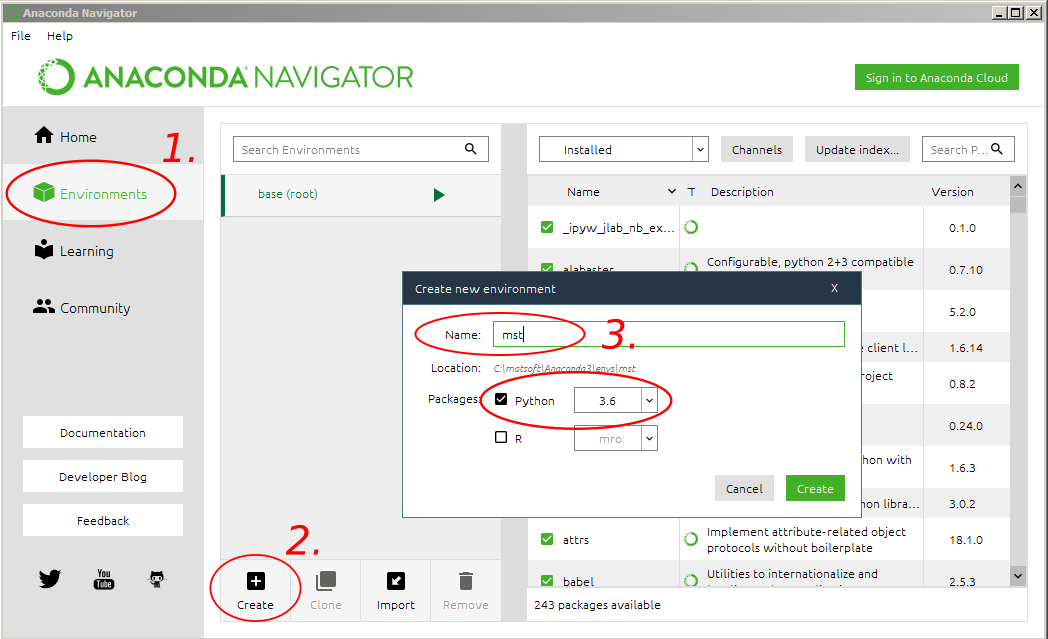 Anaconda Navigator
File Help
ANACONDA NAVIGATOR
Sign in to Anaconda Cloud
Home
1.
Environments
Learning
Community
Documentation
Developer Blog
Feedback
You
Tube
Search Environments
base (root)
2.
Create Clone Import Remove
Installed Channels Update index... Search P...
Name T Description Version
_ipyw_jlab_nb_ex... 0.1.0
alabaster Configurable, python 2+3 compatible 0.7.10
5.2.0
client l... 1.6.14
roject 0.8.2
0.24.0
hon with 1.6.3
on libra... 3.0.2
attrs Implement attribute-related object
protocols without boilerplate 18.1.0
babel Utilities to internationalize and 2.5.3
243 packages available
Create new environment X
Name: mst 3.
Location: C:\matsoft\Anaconda3\envs\mst
Packages: Python 3.6
R mro
Cancel Create